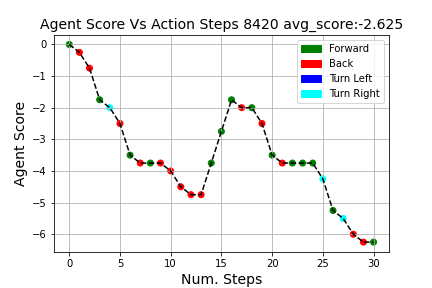 Agent Score Vs Action Steps 8420 avg_score:-2.625
Agent Score
0
−1
−2
−3
−4
−5
−6
Forward
Back
Turn Left
Turn Right
0 5 10 15 20 25 30
Num. Steps